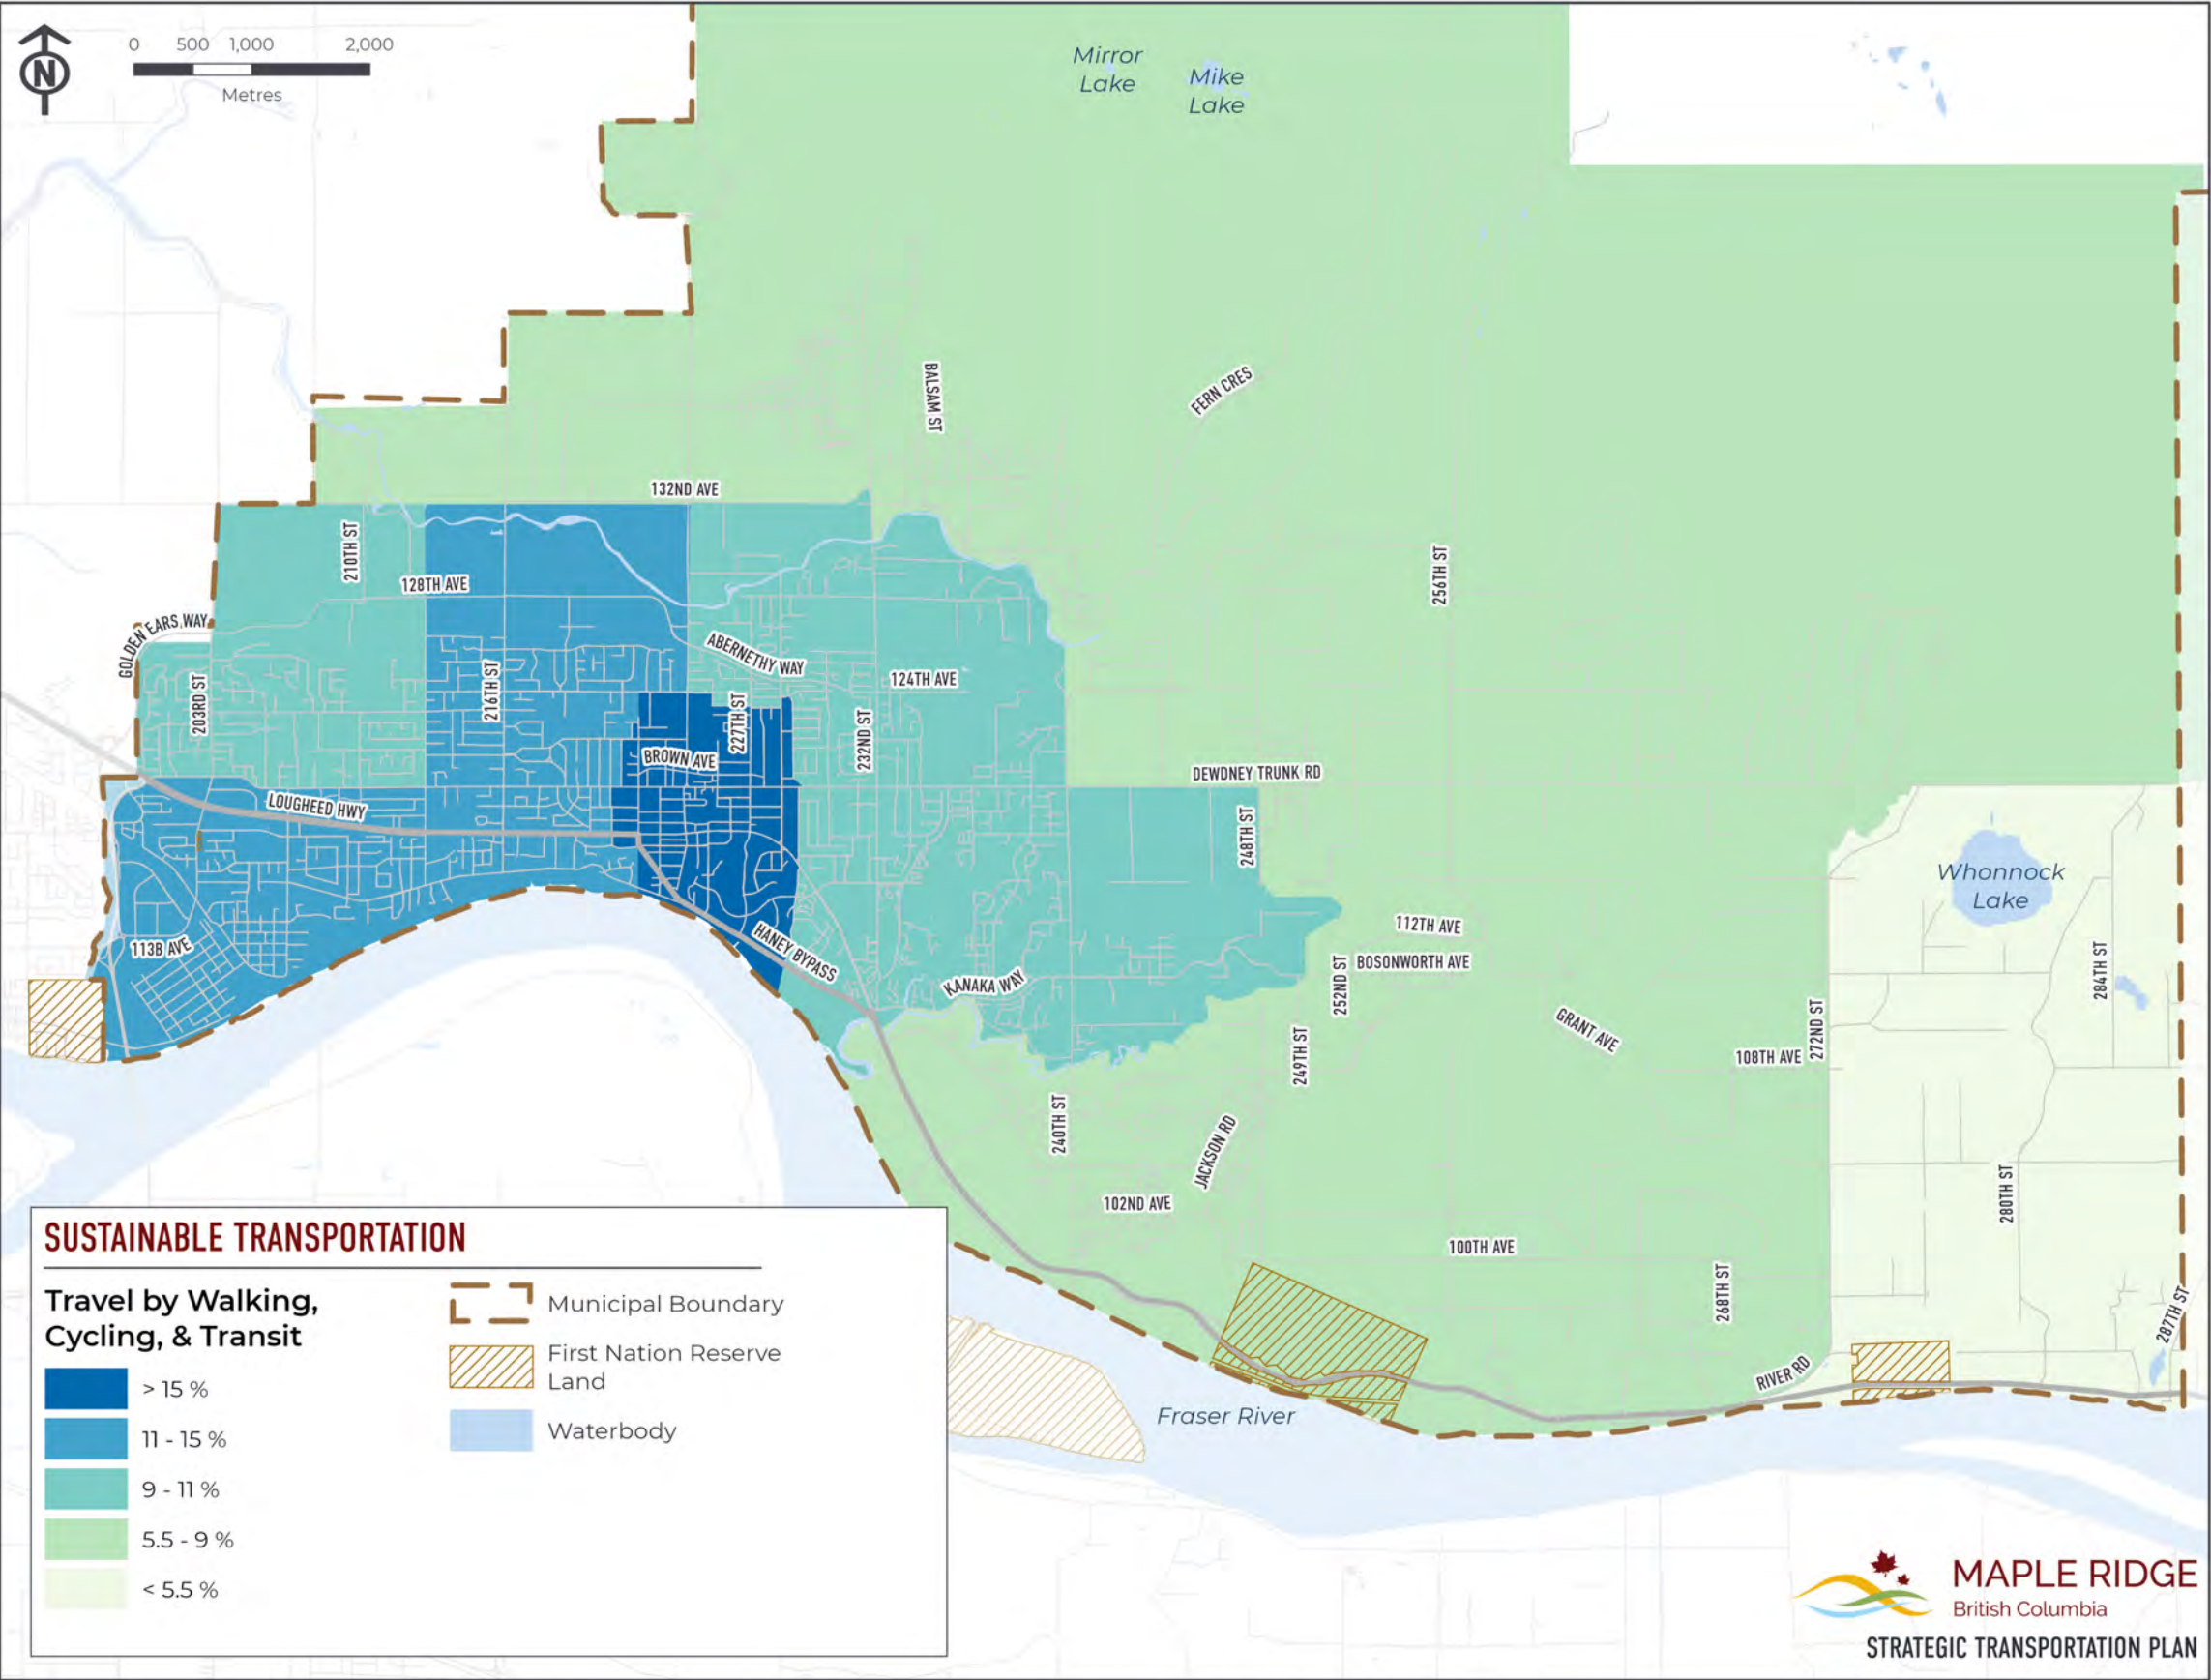 0 500 1,000 2,000
Metres
N
Mirror
Lake
Mike
Lake
BALSAM ST
FERN CRES
132ND AVE
210TH ST
128TH AVE
256TH ST
GOLDEN EARS WAY
ABERNETHY WAY
203RD ST
216TH ST
227TH ST
124TH AVE
232ND ST
BROWN AVE
DEWDNEY TRUNK RD
LOUGHEED HWY
248TH ST
Whonnock
Lake
112TH AVE
113B AVE
HANEY BYPASS
KANAKA WAY
252ND ST
BOSONWORTH AVE
284TH ST
GRANT AVE
272ND ST
249TH ST
108TH AVE
240TH ST
JACKSON RD
102ND AVE
280TH ST
100TH AVE
268TH ST
287TH ST
RIVER RD
Fraser River
SUSTAINABLE TRANSPORTATION
Travel by Walking,
Cycling, & Transit
> 15 %
11 - 15 %
9 - 11 %
5.5 - 9 %
< 5.5 %
Municipal Boundary
First Nation Reserve
Land
Waterbody
MAPLE RIDGE
British Columbia
STRATEGIC TRANSPORTATION PLAN